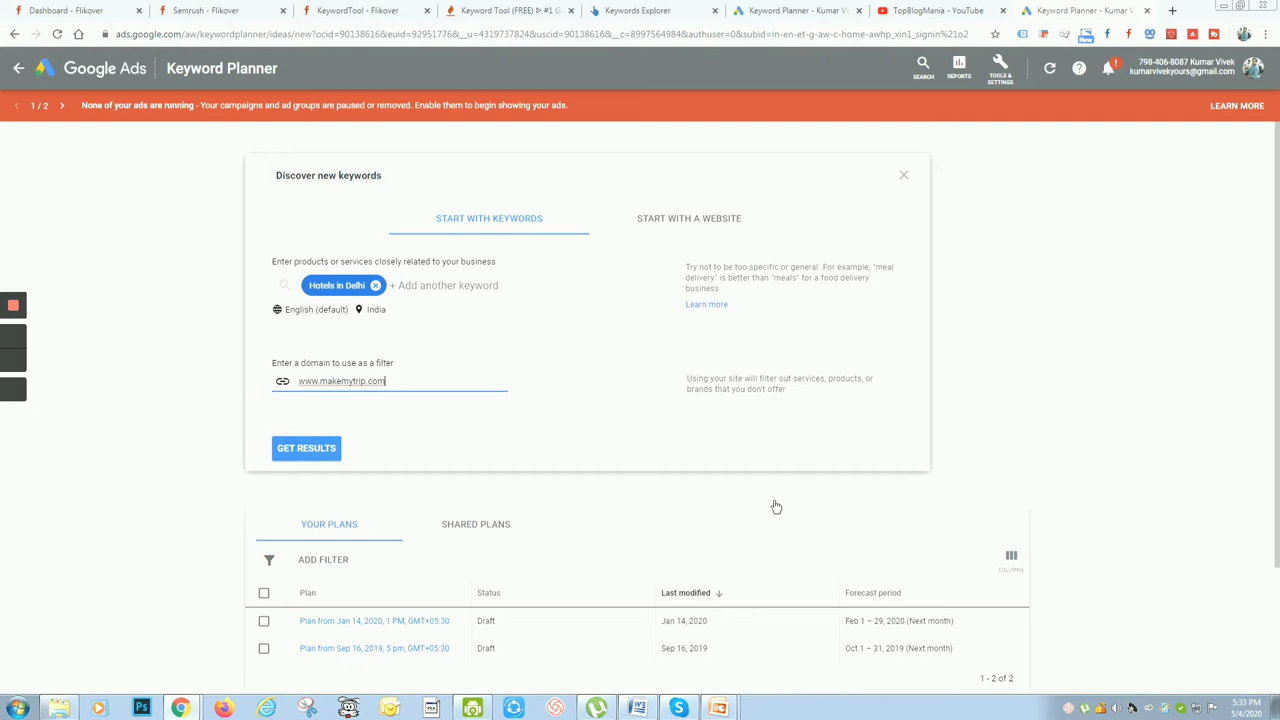 Dashboard - Flikover
Semrush - Flikover
KeywordTool - Flikover
Keyword Tool (FREE) ᐈ #1 G
Keywords Explorer
Keyword Planner - Kumar Viv
TopBlogMania - YouTube
Keyword Planner - Kumar Vivek
ads.google.com/aw/keywordplanner/ideas/new?ocid=90138616&euid=92951776&__u=4319737824&uscid=90138616&__c=8997564984&authuser=0&subid=in-en-et-g-aw-c-home-awhp_xin1_signin%2o2
New
Google Ads
Keyword Planner
SEARCH
REPORTS
TOOLS & SETTINGS
798-406-8087 Kumar Vivek
kumarvivekyours@gmail.com
1 / 2
None of your ads are running - Your campaigns and ad groups are paused or removed. Enable them to begin showing your ads.
LEARN MORE
Discover new keywords
START WITH KEYWORDS
START WITH A WEBSITE
Enter products or services closely related to your business
Hotels in Delhi
+ Add another keyword
English (default)
India
Try not to be too specific or general. For example, "meal
delivery" is better than "meals" for a food delivery
business
Learn more
Enter a domain to use as a filter
www.makemytrip.com
Using your site will filter out services, products, or
brands that you don't offer
GET RESULTS
YOUR PLANS
SHARED PLANS
ADD FILTER
COLUMNS
Plan Status Last modified Forecast period
Plan from Jan 14, 2020, 1 PM, GMT+05:30 Draft Jan 14, 2020 Feb 1 – 29, 2020 (Next month)
Plan from Sep 16, 2019, 5 pm, GMT+05:30 Draft Sep 16, 2019 Oct 1 – 31, 2019 (Next month)
1 - 2 of 2
5:33 PM
5/4/2020